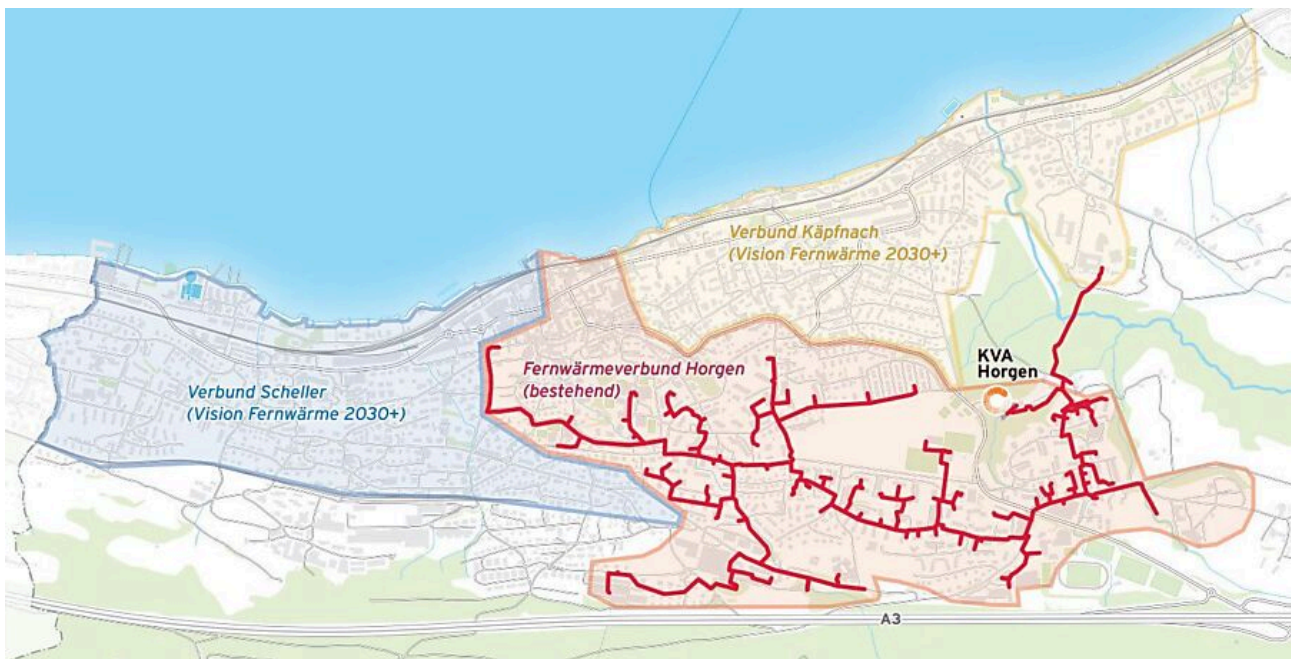 Verbund Käpfnach
(Vision Fernwärme 2030+)
KVA
Horgen
Fernwärmeverbund Horgen
(bestehend)
Verbund Scheller
(Vision Fernwärme 2030+)
A3